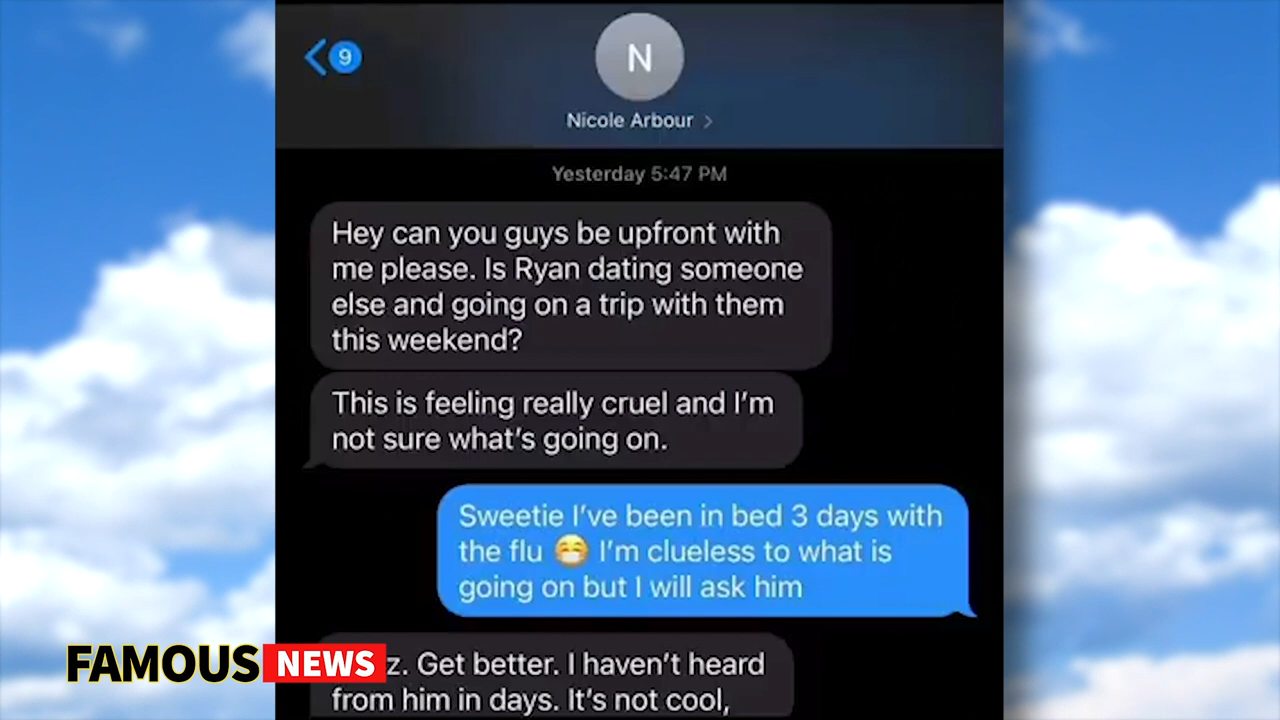 9
N
Nicole Arbour
Yesterday 5:47 PM
Hey can you guys be upfront with
me please. Is Ryan dating someone
else and going on a trip with them
this weekend?
This is feeling really cruel and I'm
not sure what's going on.
Sweetie I've been in bed 3 days with
the flu 😷 I'm clueless to what is
going on but I will ask him
Get better. I haven't heard
from him in days. It's not cool,
FAMOUS NEWS